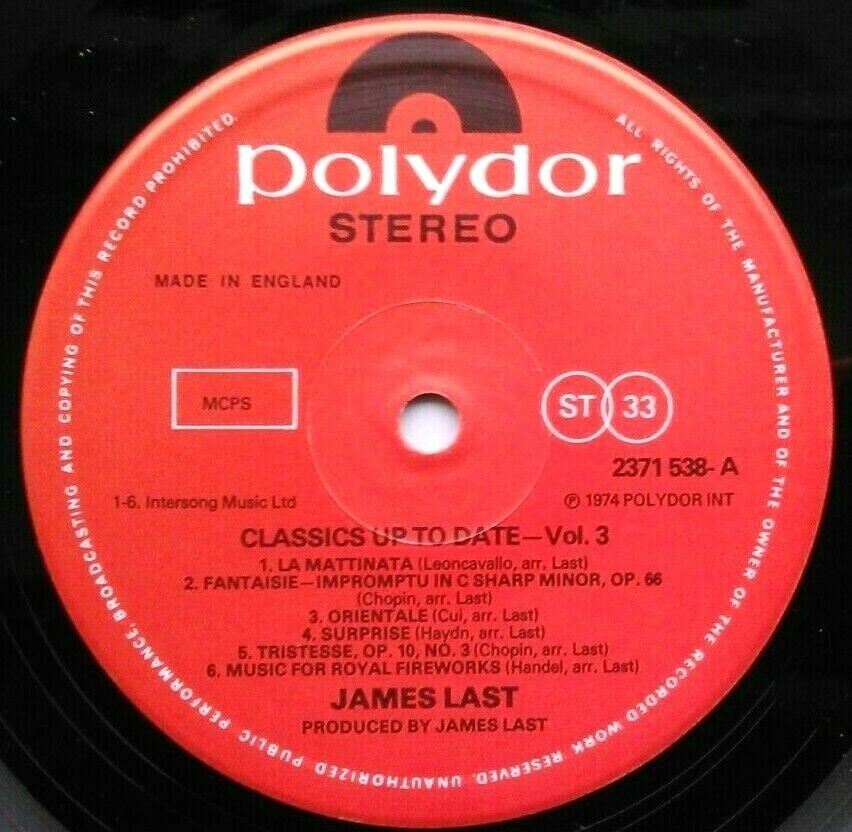 polydor
STEREO
MADE IN ENGLAND
MCPS
ST 33
2371 538- A
1-6. Intersong Music Ltd
℗ 1974 POLYDOR INT
CLASSICS UP TO DATE—Vol. 3
1. LA MATTINATA (Leoncavallo, arr. Last)
2. FANTAISIE—IMPROMPTU IN C SHARP MINOR, OP. 66
(Chopin, arr. Last)
3. ORIENTALE (Cui, arr. Last)
4. SURPRISE (Haydn, arr. Last)
5. TRISTESSE, OP. 10, NO. 3 (Chopin, arr. Last)
6. MUSIC FOR ROYAL FIREWORKS (Handel, arr. Last)
JAMES LAST
PRODUCED BY JAMES LAST
ALL RIGHTS OF THE MANUFACTURER AND OF THE OWNER OF THE RECORDED WORK RESERVED. UNAUTHORIZED PUBLIC PERFORMANCE, BROADCASTING AND COPYING OF THIS RECORD PROHIBITED.